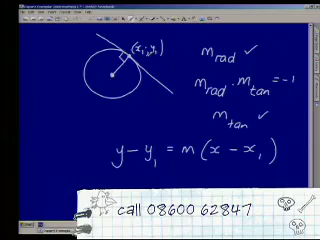 (x₁, y₁)
m_rad ✓
m_rad · m_tan = -1
m_tan ✓
y - y₁ = m(x - x₁)
call 08600 62847